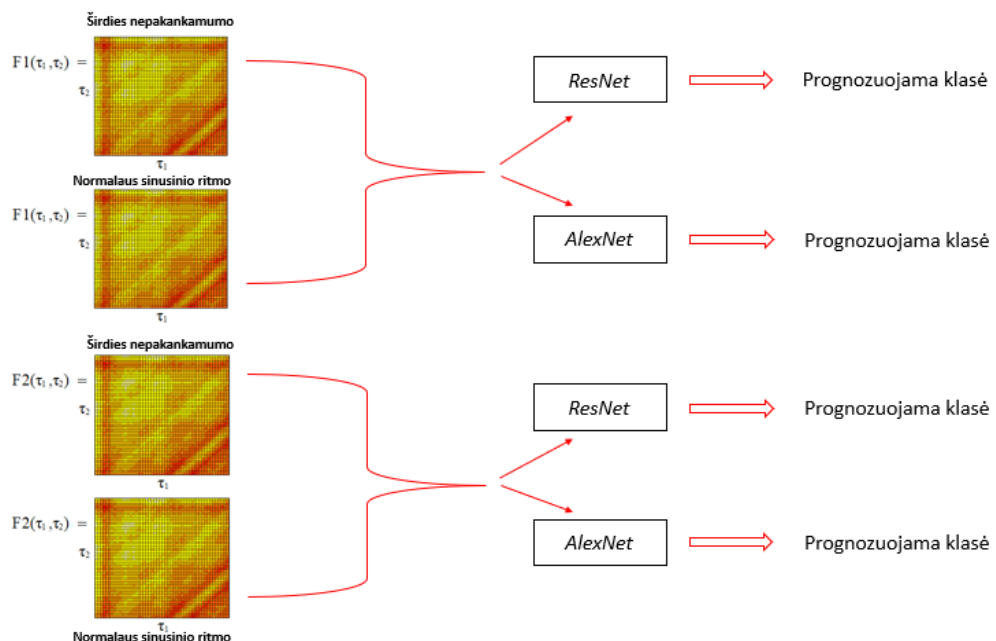 Širdies nepakankamumo
F1(τ₁,τ₂) =
τ₂
τ₁
Normalaus sinusinio ritmo
F1(τ₁,τ₂) =
τ₂
τ₁
ResNet
Prognozuojama klasė
AlexNet
Prognozuojama klasė
Širdies nepakankamumo
F2(τ₁,τ₂) =
τ₂
τ₁
F2(τ₁,τ₂) =
τ₂
τ₁
Normalaus sinusinio ritmo
ResNet
Prognozuojama klasė
AlexNet
Prognozuojama klasė